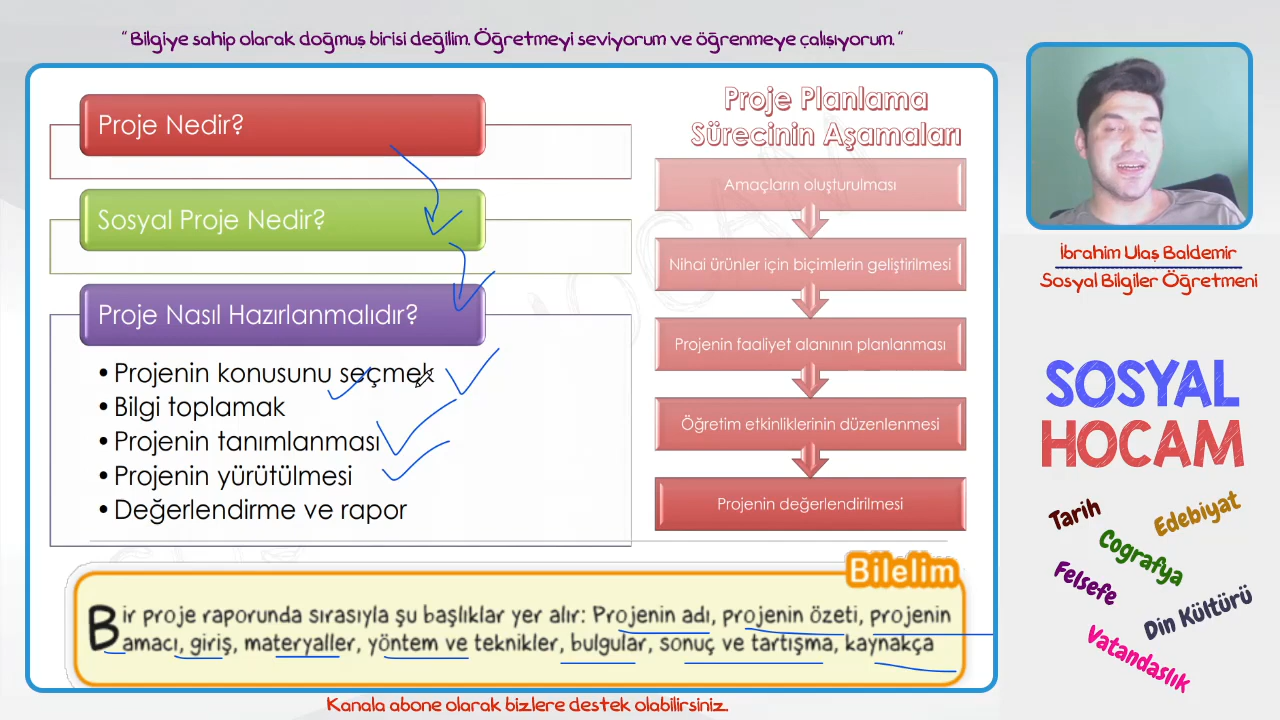 " Bilgiye sahip olarak doğmuş birisi değilim. Öğretmeyi seviyorum ve öğrenmeye çalışıyorum. "
Proje Nedir?
Sosyal Proje Nedir?
Proje Nasıl Hazırlanmalıdır?
• Projenin konusunu seçmek
• Bilgi toplamak
• Projenin tanımlanması
• Projenin yürütülmesi
• Değerlendirme ve rapor
Proje Planlama
Sürecinin Aşamaları
Amaçların oluşturulması
Nihai ürünler için biçimlerin geliştirilmesi
Projenin faaliyet alanının planlanması
Öğretim etkinliklerinin düzenlenmesi
Projenin değerlendirilmesi
Bilelim
Bir proje raporunda sırasıyla şu başlıklar yer alır: Projenin adı, projenin özeti, projenin
amacı, giriş, materyaller, yöntem ve teknikler, bulgular, sonuç ve tartışma, kaynakça
İbrahim Ulaş Baldemir
Sosyal Bilgiler Öğretmeni
SOSYAL
HOCAM
Tarih
Edebiyat
Cografya
Felsefe
Din Kültürü
Vatandaslık
Kanala abone olarak bizlere destek olabilirsiniz.